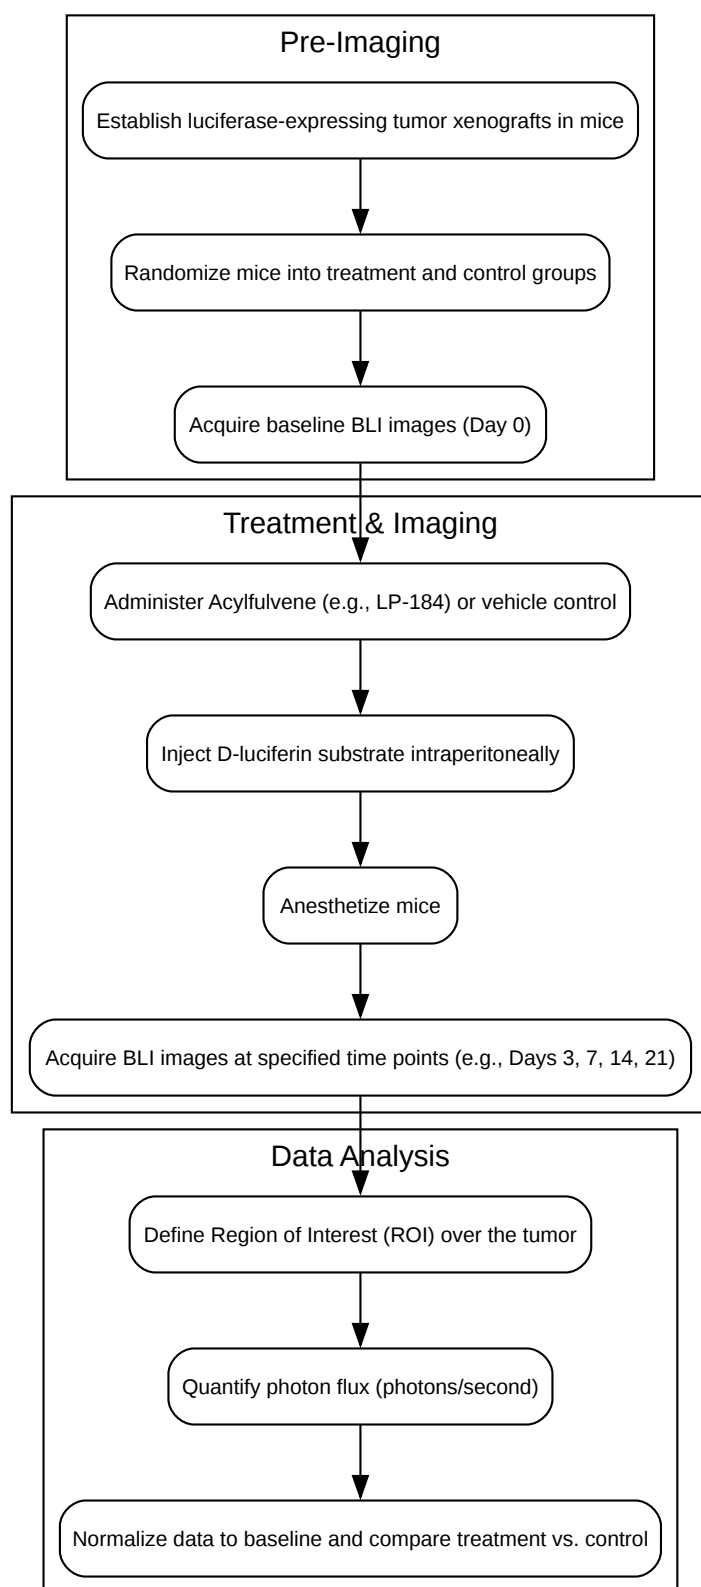 Pre-Imaging
Establish luciferase-expressing tumor xenografts in mice
Randomize mice into treatment and control groups
Acquire baseline BLI images (Day 0)
Treatment & Imaging
Administer Acylfulvene (e.g., LP-184) or vehicle control
Inject D-luciferin substrate intraperitoneally
Anesthetize mice
Acquire BLI images at specified time points (e.g., Days 3, 7, 14, 21)
Data Analysis
Define Region of Interest (ROI) over the tumor
Quantify photon flux (photons/second)
Normalize data to baseline and compare treatment vs. control